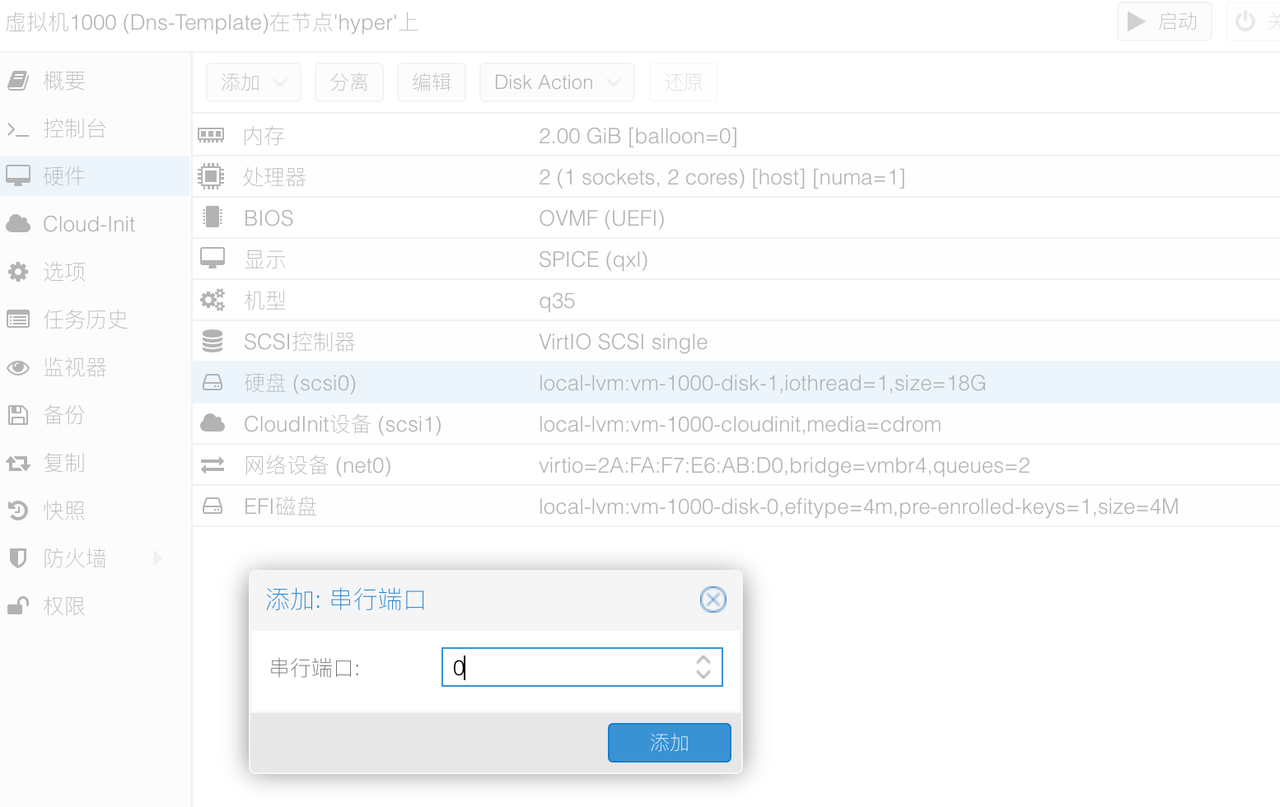 虚拟机1000 (Dns-Template)在节点'hyper'上
启动
概要
控制台
硬件
Cloud-Init
选项
任务历史
监视器
备份
复制
快照
防火墙
权限
添加 分离 编辑 Disk Action 还原
内存 2.00 GiB [balloon=0]
处理器 2 (1 sockets, 2 cores) [host] [numa=1]
BIOS OVMF (UEFI)
显示 SPICE (qxl)
机型 q35
SCSI控制器 VirtIO SCSI single
硬盘 (scsi0) local-lvm:vm-1000-disk-1,iothread=1,size=18G
CloudInit设备 (scsi1) local-lvm:vm-1000-cloudinit,media=cdrom
网络设备 (net0) virtio=2A:FA:F7:E6:AB:D0,bridge=vmbr4,queues=2
EFI磁盘 local-lvm:vm-1000-disk-0,efitype=4m,pre-enrolled-keys=1,size=4M
添加: 串行端口
串行端口: 0
添加